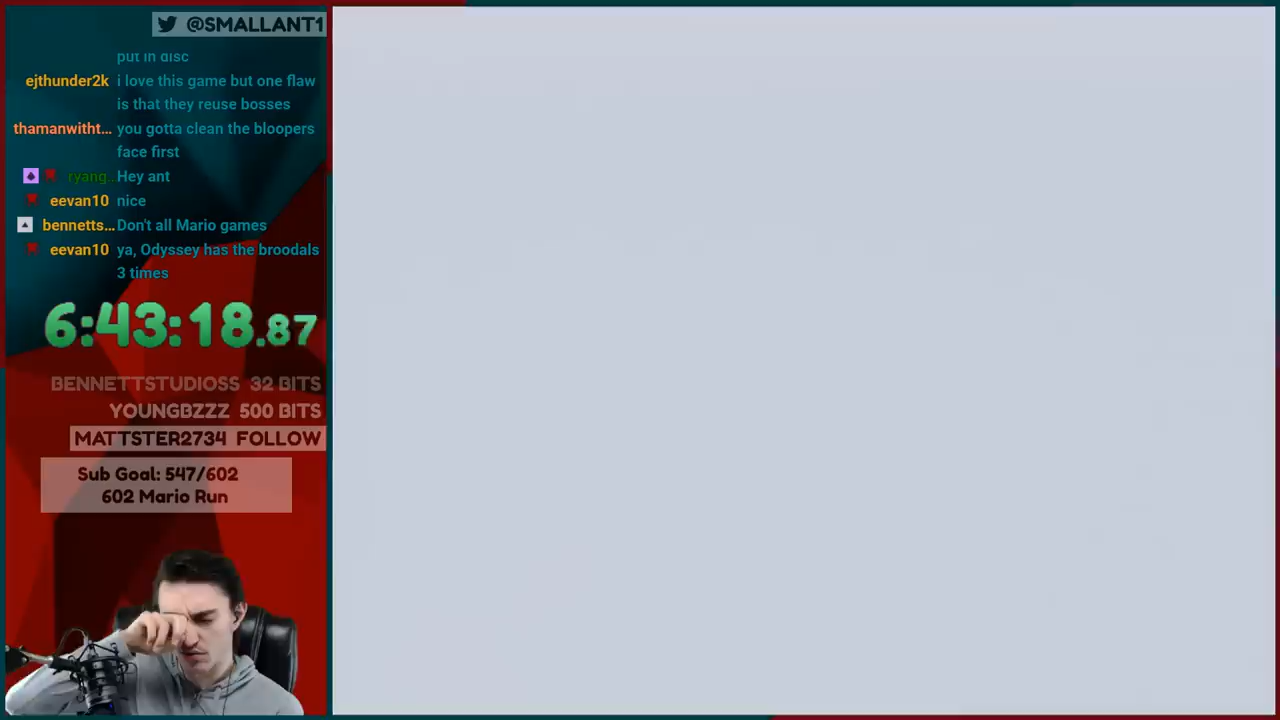 @SMALLANT1
put in disc
ejthunder2k i love this game but one flaw
is that they reuse bosses
thamanwitht... you gotta clean the bloopers
face first
ryang... Hey ant
eevan10 nice
bennetts... Don't all Mario games
eevan10 ya, Odyssey has the broodals
3 times
6:43:18.87
BENNETTSTUDIOSS 32 BITS
YOUNGBZZZ 500 BITS
MATTSTER2734 FOLLOW
Sub Goal: 547/602
602 Mario Run